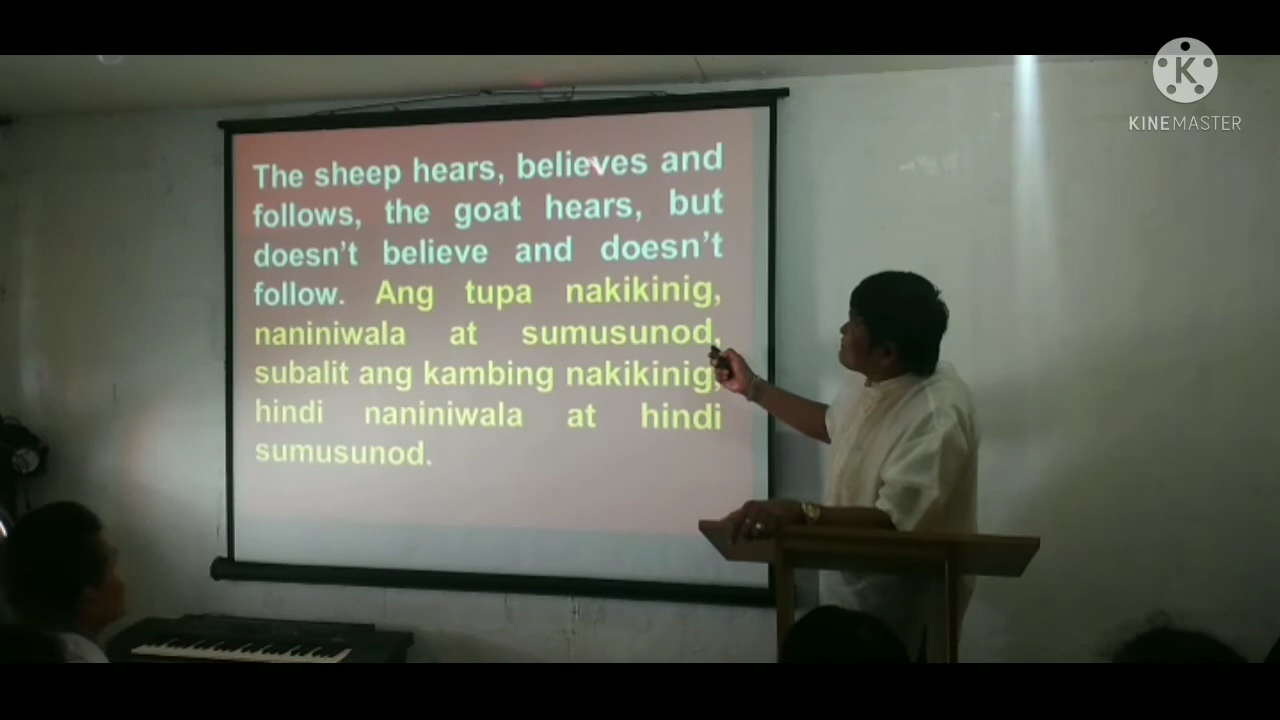 The sheep hears, believes and
follows, the goat hears, but
doesn't believe and doesn't
follow. Ang tupa nakikinig,
naniniwala at sumusunod,
subalit ang kambing nakikinig,
hindi naniniwala at hindi
sumusunod.
K
KINEMASTER